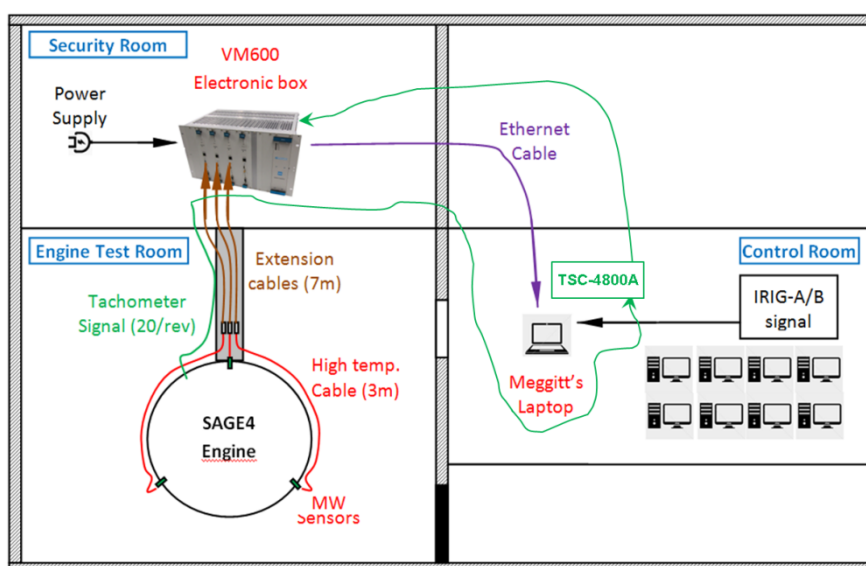 Security Room
VM600
Electronic box
Power
Supply
Ethernet
Cable
Engine Test Room
Control Room
Extension
cables (7m)
TSC-4800A
Tachometer
Signal (20/rev)
IRIG-A/B
signal
High temp.
Cable (3m)
Meggitt's
Laptop
SAGE4
Engine
MW
Sensors